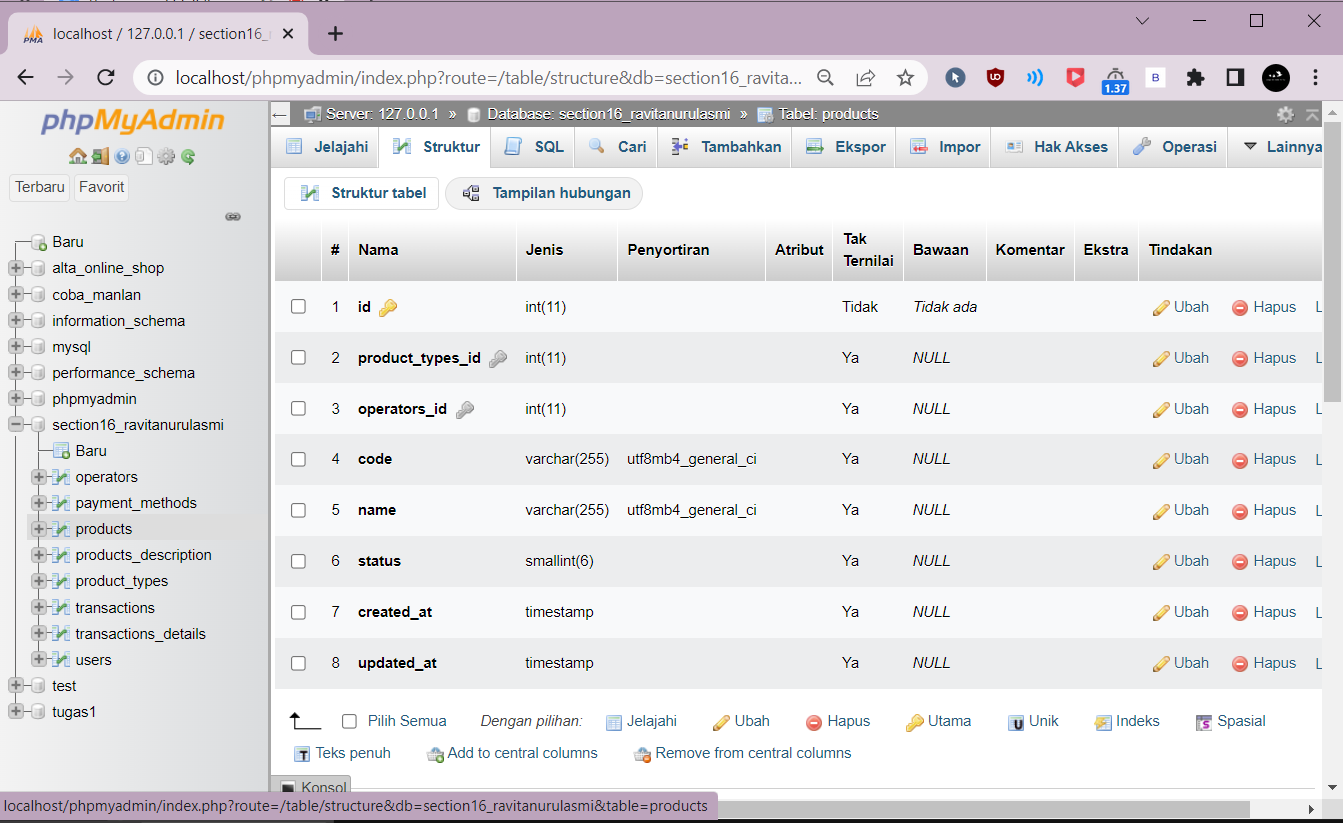 localhost / 127.0.0.1 / section16_
localhost/phpmyadmin/index.php?route=/table/structure&db=section16_ravita...
1.37
B
phpMyAdmin
Terbaru Favorit
Baru
alta_online_shop
coba_manlan
information_schema
mysql
performance_schema
phpmyadmin
section16_ravitanurulasmi
Baru
operators
payment_methods
products
products_description
product_types
transactions
transactions_details
users
test
tugas1
Server: 127.0.0.1 » Database: section16_ravitanurulasmi » Tabel: products
Jelajahi Struktur SQL Cari Tambahkan Ekspor Impor Hak Akses Operasi Lainnya
Struktur tabel Tampilan hubungan
# Nama Jenis Penyortiran Atribut Tak Ternilai Bawaan Komentar Ekstra Tindakan
1 id int(11) Tidak Tidak ada Ubah Hapus L
2 product_types_id int(11) Ya NULL Ubah Hapus L
3 operators_id int(11) Ya NULL Ubah Hapus L
4 code varchar(255) utf8mb4_general_ci Ya NULL Ubah Hapus L
5 name varchar(255) utf8mb4_general_ci Ya NULL Ubah Hapus L
6 status smallint(6) Ya NULL Ubah Hapus L
7 created_at timestamp Ya NULL Ubah Hapus L
8 updated_at timestamp Ya NULL Ubah Hapus L
Pilih Semua Dengan pilihan: Jelajahi Ubah Hapus Utama Unik Indeks Spasial
Teks penuh Add to central columns Remove from central columns
Konsol
localhost/phpmyadmin/index.php?route=/table/structure&db=section16_ravitanurulasmi&table=products